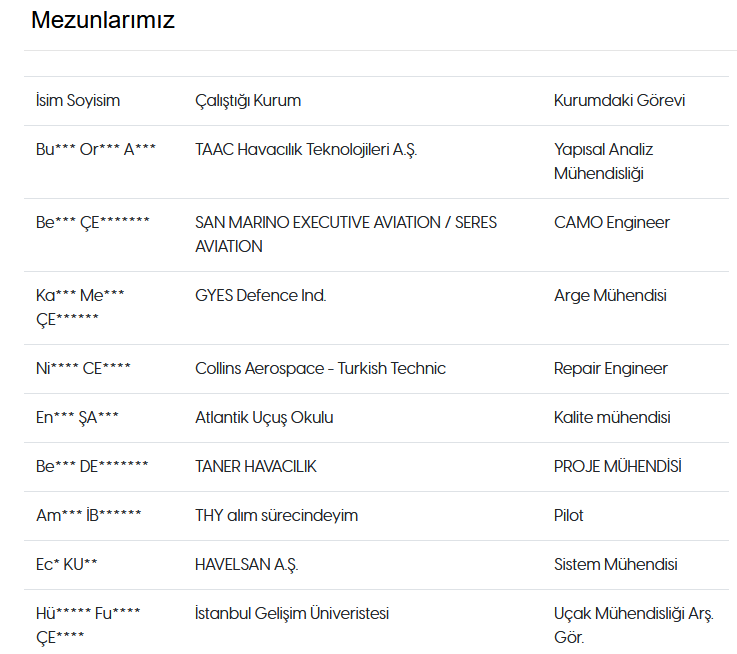 Mezunlarımız
İsim Soyisim Çalıştığı Kurum Kurumdaki Görevi
Bu*** Or*** A*** TAAC Havacılık Teknolojileri A.Ş. Yapısal Analiz
Mühendisliği
Be*** ÇE******* SAN MARINO EXECUTIVE AVIATION / SERES CAMO Engineer
AVIATION
Ka*** Me*** GYES Defence Ind. Arge Mühendisi
ÇE******
Ni**** CE**** Collins Aerospace - Turkish Technic Repair Engineer
En*** ŞA*** Atlantik Uçuş Okulu Kalite mühendisi
Be*** DE******* TANER HAVACILIK PROJE MÜHENDİSİ
Am*** İB****** THY alım sürecindeyim Pilot
Ec* KU** HAVELSAN A.Ş. Sistem Mühendisi
Hü***** Fu**** İstanbul Gelişim Üniveristesi Uçak Mühendisliği Arş.
ÇE**** Gör.